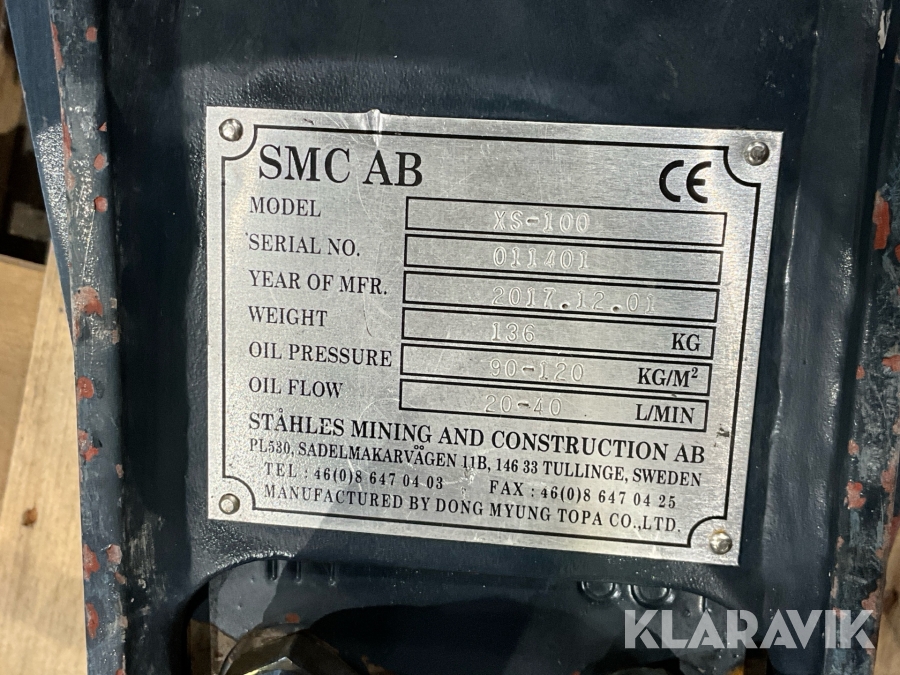 SMC AB
CE
MODEL XS-100
SERIAL NO. 011401
YEAR OF MFR. 2017.12.01
WEIGHT 136 KG
OIL PRESSURE 90-120 KG/M²
OIL FLOW 20-40 L/MIN
STÅHLES MINING AND CONSTRUCTION AB
PL530, SADELMAKARVÄGEN 11B, 146 33 TULLINGE, SWEDEN
TEL : 46(0)8 647 04 03 FAX : 46(0)8 647 04 25
MANUFACTURED BY DONG MYUNG TOPA CO.,LTD.
KLARAVIK